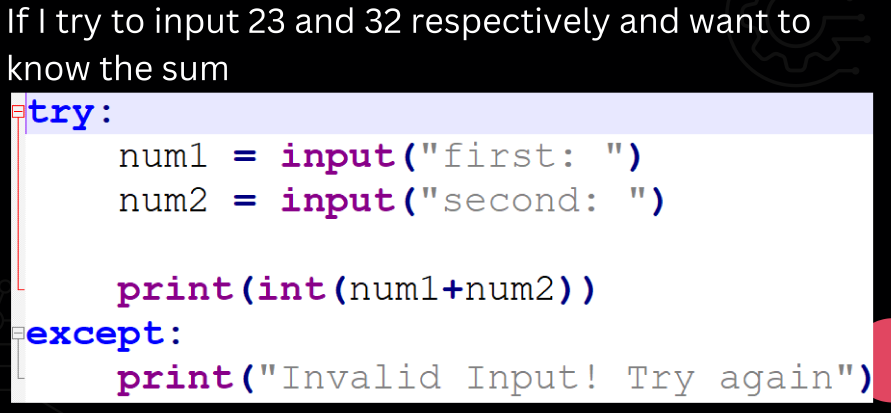 If I try to input 23 and 32 respectively and want to
know the sum
try:
    num1 = input("first: ")
    num2 = input("second: ")
    print(int(num1+num2))
except:
    print("Invalid Input! Try again")